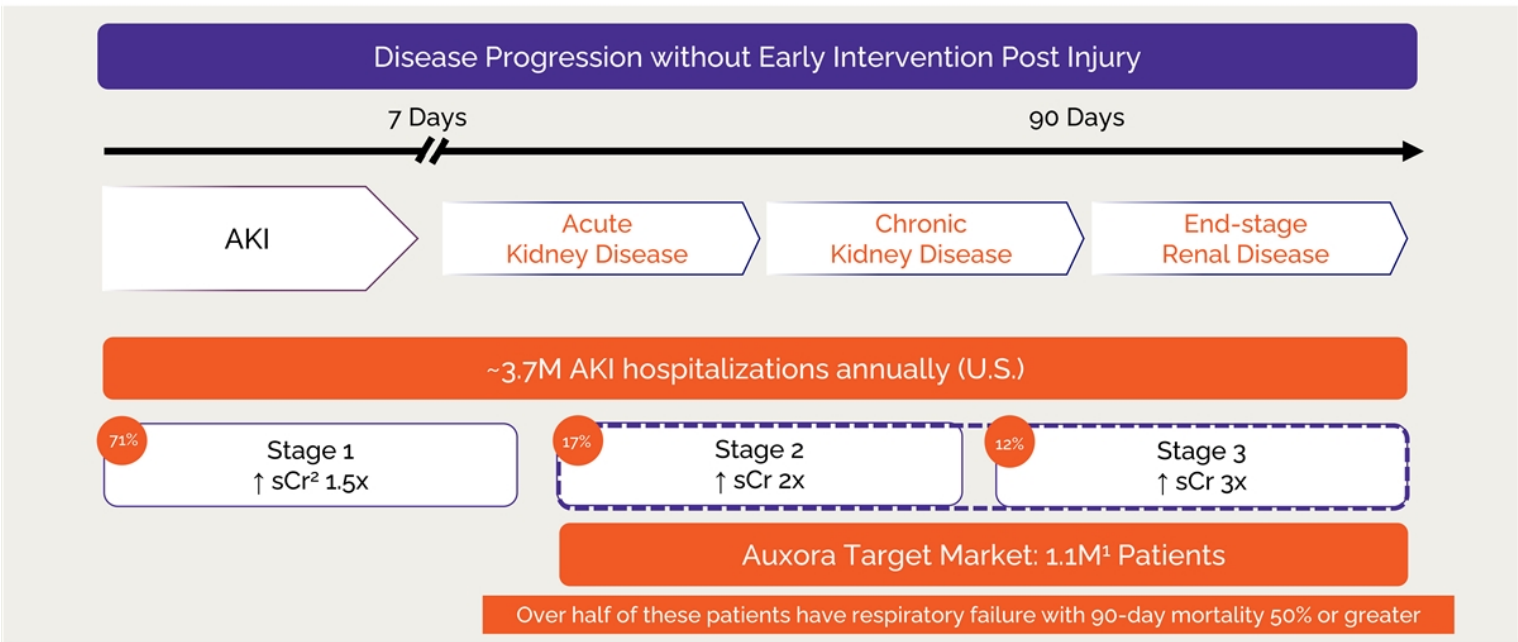 Disease Progression without Early Intervention Post Injury
7 Days
90 Days
AKI
Acute
Kidney Disease
Chronic
Kidney Disease
End-stage
Renal Disease
~3.7M AKI hospitalizations annually (U.S.)
71%
Stage 1
↑ sCr² 1.5x
17%
Stage 2
↑ sCr 2x
12%
Stage 3
↑ sCr 3x
Auxora Target Market: 1.1M¹ Patients
Over half of these patients have respiratory failure with 90-day mortality 50% or greater